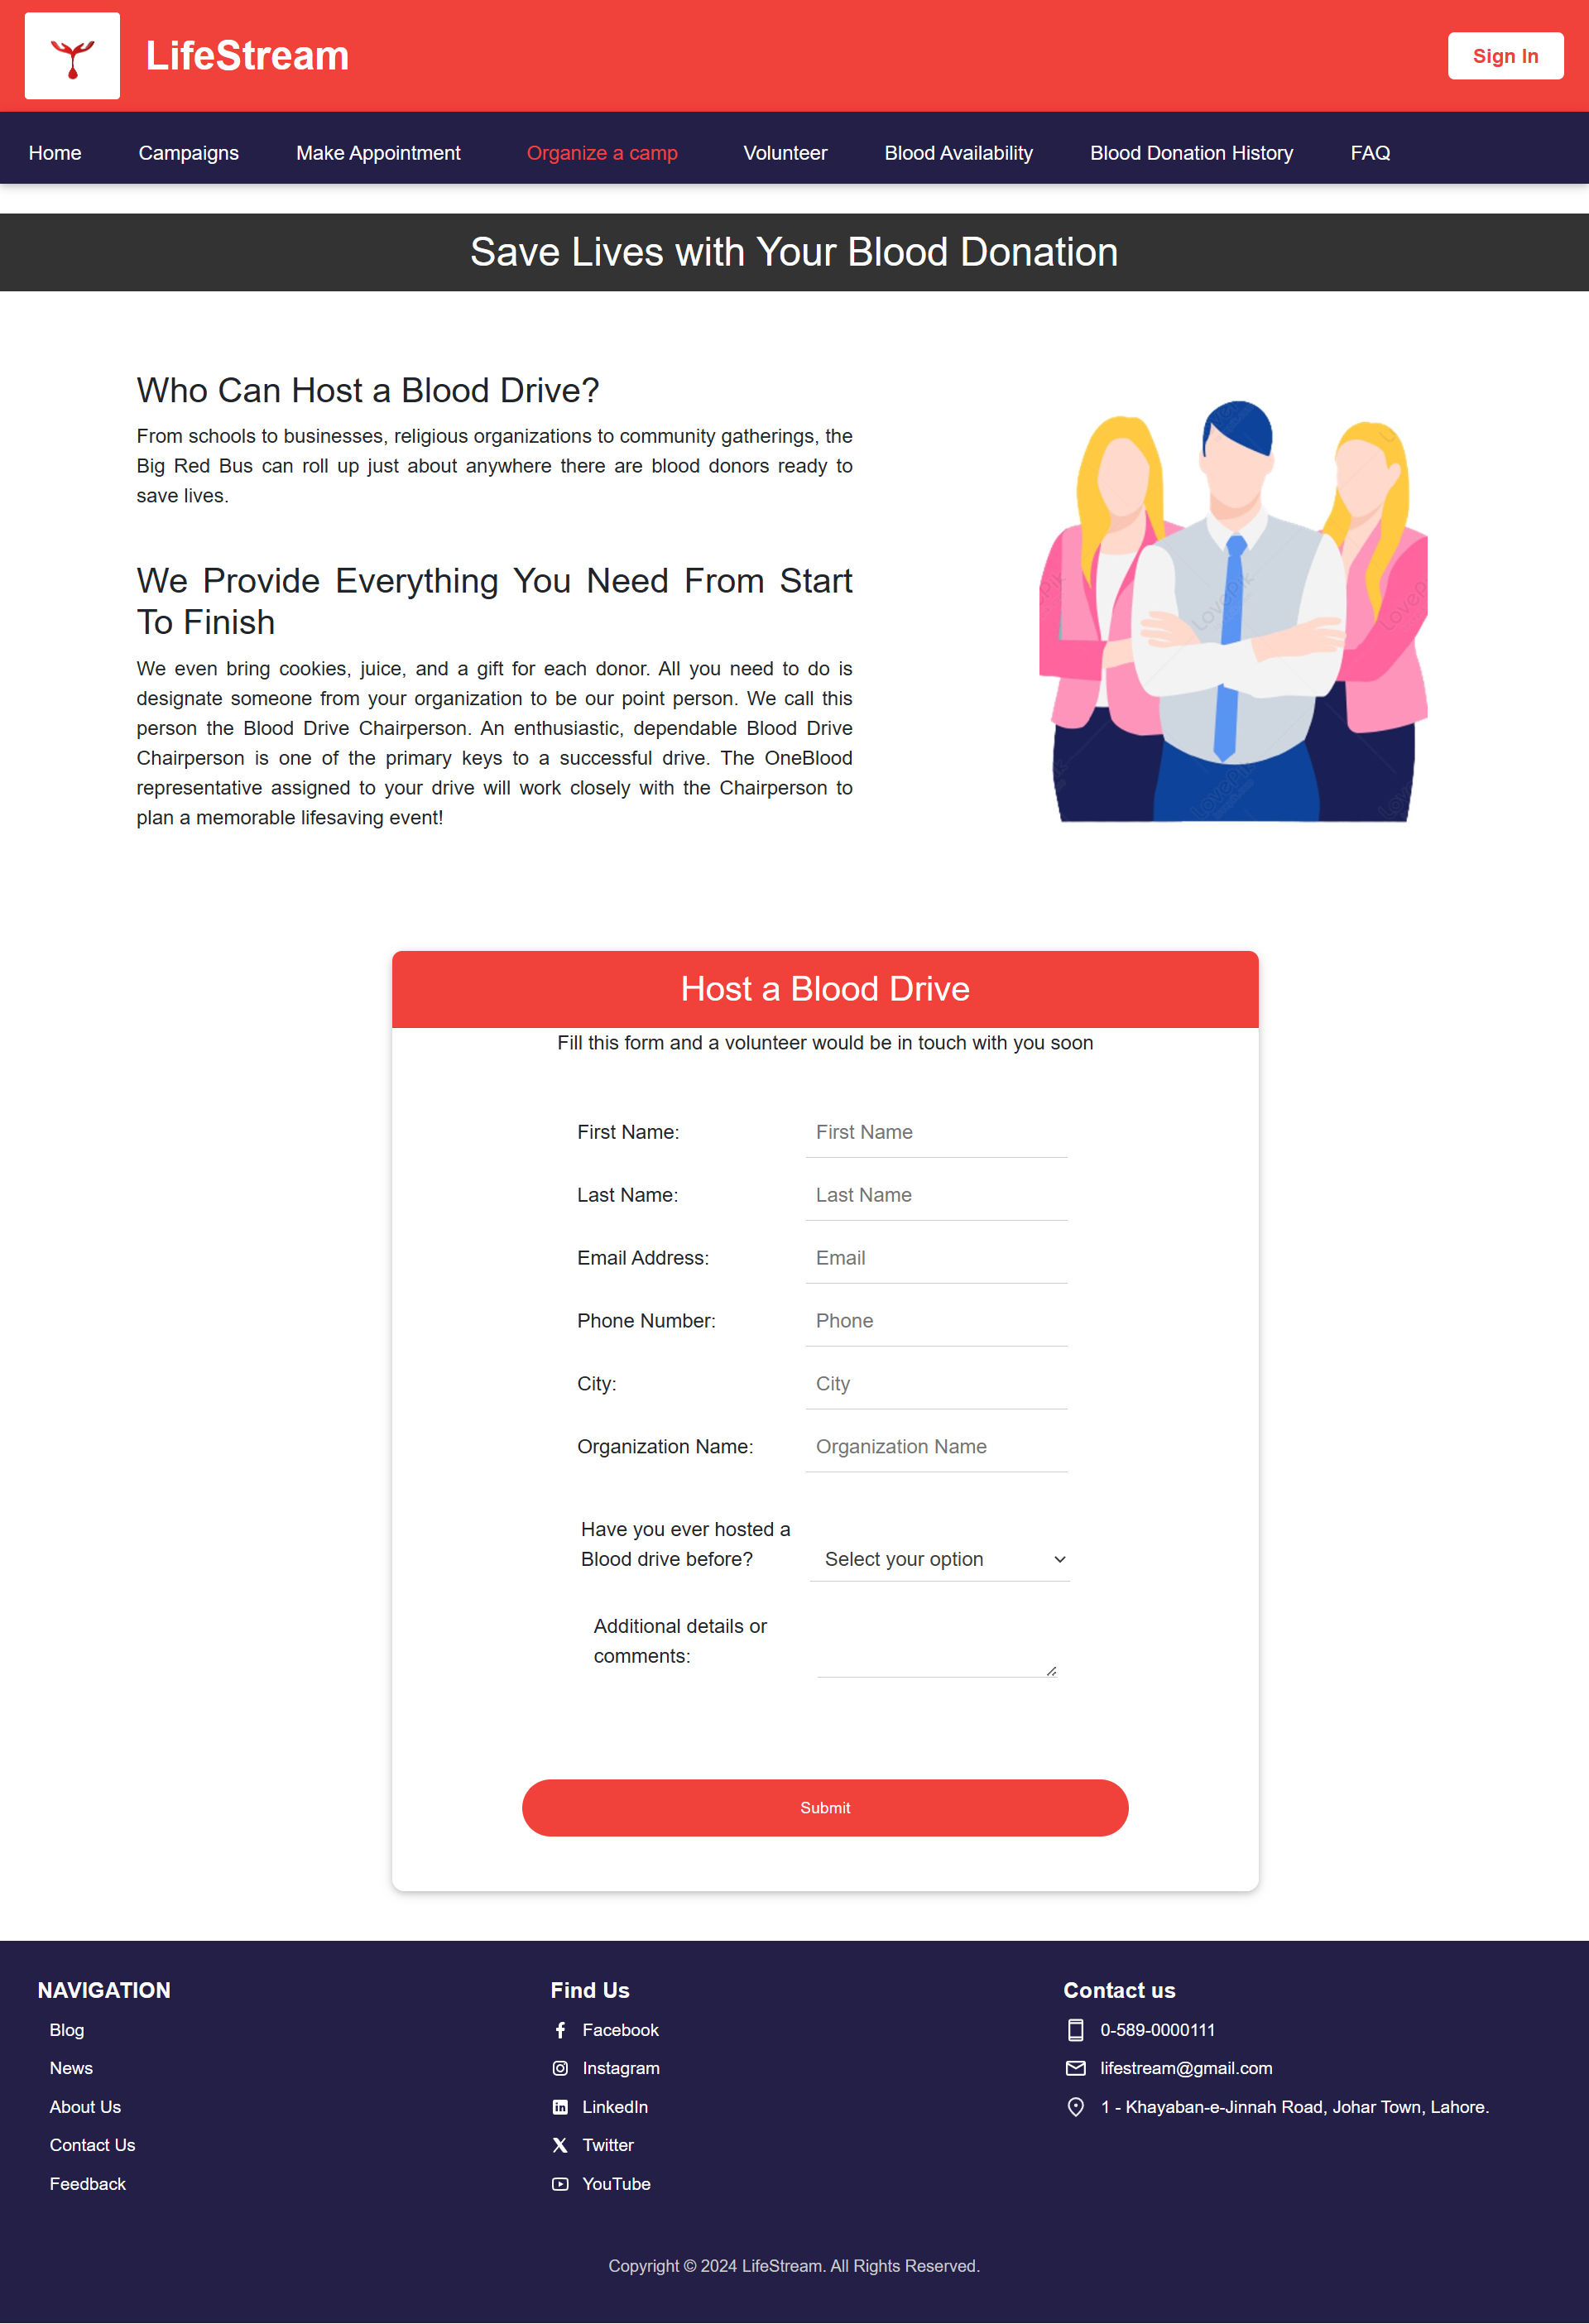 LifeStream
Sign In
Home
Campaigns
Make Appointment
Organize a camp
Volunteer
Blood Availability
Blood Donation History
FAQ
Save Lives with Your Blood Donation
Who Can Host a Blood Drive?
From schools to businesses, religious organizations to community gatherings, the
Big Red Bus can roll up just about anywhere there are blood donors ready to
save lives.
We Provide Everything You Need From Start
To Finish
We even bring cookies, juice, and a gift for each donor. All you need to do is
designate someone from your organization to be our point person. We call this
person the Blood Drive Chairperson. An enthusiastic, dependable Blood Drive
Chairperson is one of the primary keys to a successful drive. The OneBlood
representative assigned to your drive will work closely with the Chairperson to
plan a memorable lifesaving event!
Host a Blood Drive
Fill this form and a volunteer would be in touch with you soon
First Name:
First Name
Last Name:
Last Name
Email Address:
Email
Phone Number:
Phone
City:
City
Organization Name:
Organization Name
Have you ever hosted a
Blood drive before?
Select your option
Additional details or
comments:
Submit
NAVIGATION
Blog
News
About Us
Contact Us
Feedback
Find Us
Facebook
Instagram
LinkedIn
Twitter
YouTube
Contact us
0-589-0000111
lifestream@gmail.com
1 - Khayaban-e-Jinnah Road, Johar Town, Lahore.
Copyright © 2024 LifeStream. All Rights Reserved.